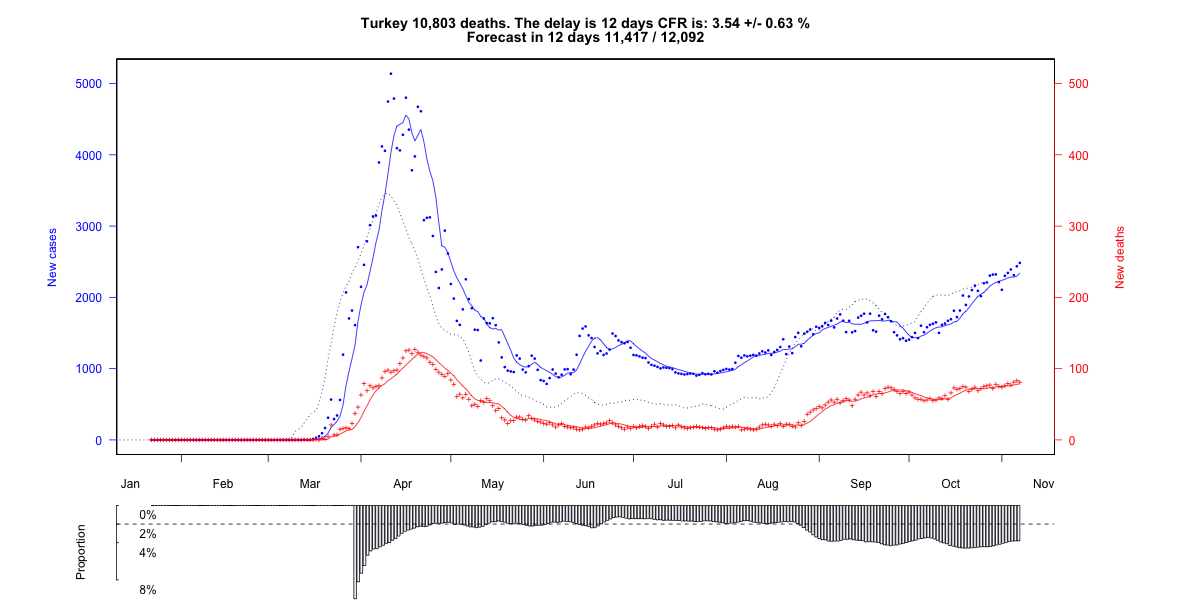 Turkey 10,803 deaths. The delay is 12 days CFR is: 3.54 +/- 0.63 %
Forecast in 12 days 11,417 / 12,092
5000
4000
3000
2000
1000
0
New cases
500
400
300
200
100
0
New deaths
Jan Feb Mar Apr May Jun Jul Aug Sep Oct Nov
Proportion
0%
2%
4%
8%